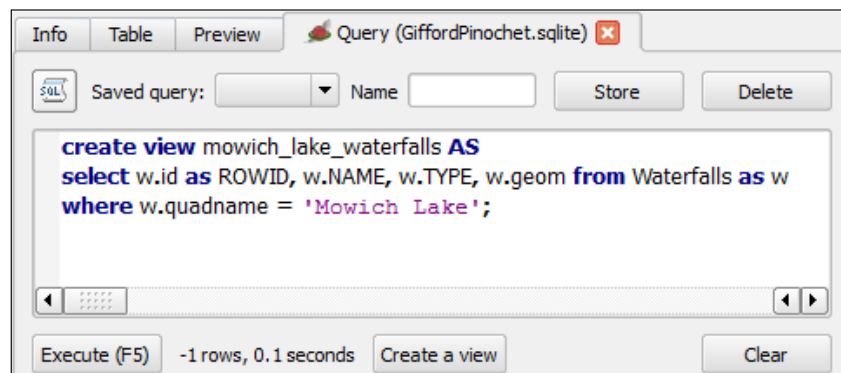 Info Table Preview Query (GiffordPinochet.sqlite)
SQL Saved query: Name Store Delete
create view mowich_lake_waterfalls AS
select w.id as ROWID, w.NAME, w.TYPE, w.geom from Waterfalls as w
where w.quadname = 'Mowich Lake';
Execute (F5) -1 rows, 0.1 seconds Create a view Clear